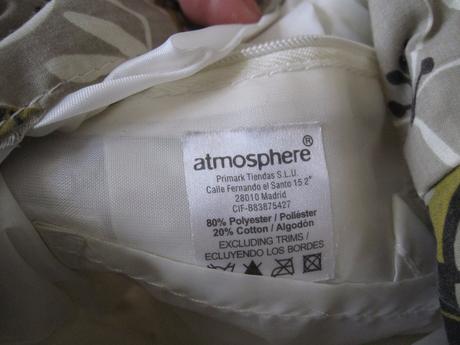 atmosphere®
Primark Tiendas S.L.U.
Calle Fernando el Santo 15 2°
28010 Madrid
CIF-B83875427
80% Polyester / Poliéster
20% Cotton / Algodón
EXCLUDING TRIMS /
ECLUYENDO LOS BORDES